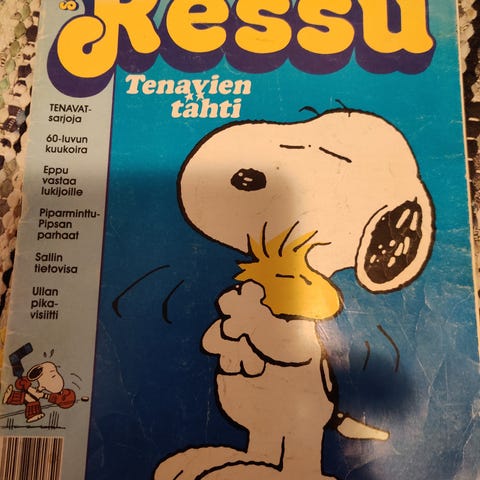 Ressu
Tenavien
tähti
TENAVAT-
sarjoja
60-luvun
kuukoira
Eppu
vastaa
lukijoille
Piparminttu-
Pipsan
parhaat
Sallin
tietovisa
Ullan
pika-
visiitti